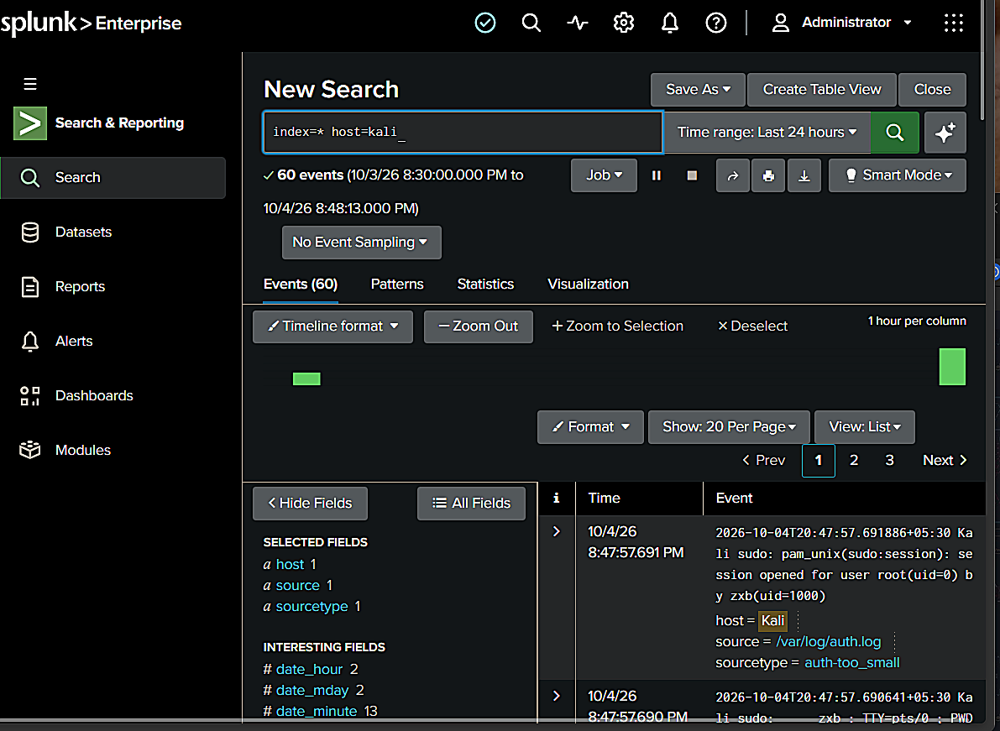 splunk>Enterprise
Administrator
Search & Reporting
Search
Datasets
Reports
Alerts
Dashboards
Modules
New Search
Save As
Create Table View
Close
index=* host=kali_
Time range: Last 24 hours
60 events (10/3/26 8:30:00.000 PM to
10/4/26 8:48:13.000 PM)
Job
Smart Mode
No Event Sampling
Events (60)
Patterns
Statistics
Visualization
Timeline format
— Zoom Out
+ Zoom to Selection
× Deselect
1 hour per column
Format
Show: 20 Per Page
View: List
< Prev
1
2
3
Next >
< Hide Fields
All Fields
SELECTED FIELDS
a host 1
a source 1
a sourcetype 1
INTERESTING FIELDS
# date_hour 2
# date_mday 2
# date_minute 13
i
Time
Event
>
10/4/26
8:47:57.691 PM
2026-10-04T20:47:57.691886+05:30 Ka
li sudo: pam_unix(sudo:session): se
ssion opened for user root(uid=0) b
y zxb(uid=1000)
host = Kali
source = /var/log/auth.log
sourcetype = auth-too_small
>
10/4/26
8:47:57.690 PM
2026-10-04T20:47:57.690641+05:30 Ka
li sudo: zxb : TTY=pts/0 ; PWD